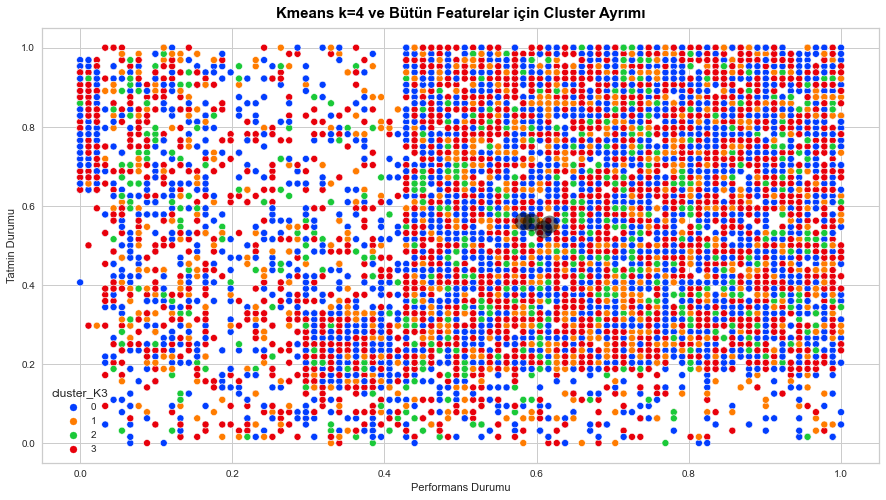 Kmeans k=4 ve Bütün Featurelar için Cluster Ayrımı
1.0
0.8
0.6
0.4
0.2
0.0
Tatmin Durumu
cluster_K3
0
1
2
3
0.0 0.2 0.4 0.6 0.8 1.0
Performans Durumu